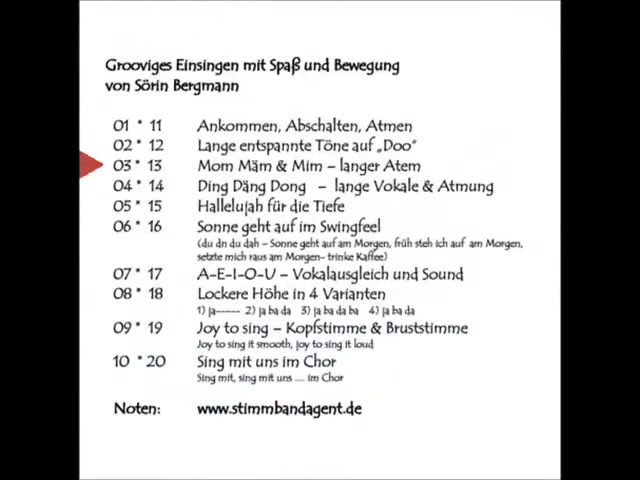 Grooviges Einsingen mit Spaß und Bewegung
von Sörin Bergmann
01 * 11 Ankommen, Abschalten, Atmen
02 * 12 Lange entspannte Töne auf „Doo“
03 * 13 Mom Mäm & Mim – langer Atem
04 * 14 Ding Däng Dong – lange Vokale & Atmung
05 * 15 Hallelujah für die Tiefe
06 * 16 Sonne geht auf im Swingfeel
(du dn du dah – Sonne geht auf am Morgen, früh steh ich auf am Morgen,
setzte mich raus am Morgen- trinke Kaffee)
07 * 17 A-E-I-O-U – Vokalausgleich und Sound
08 * 18 Lockere Höhe in 4 Varianten
1) ja----- 2) ja ba da 3) ja ba da ba 4) ja ba da
09 * 19 Joy to sing – Kopfstimme & Bruststimme
Joy to sing it smooth, joy to sing it loud
10 * 20 Sing mit uns im Chor
Sing mit, sing mit uns .... im Chor
Noten: www.stimmbandagent.de